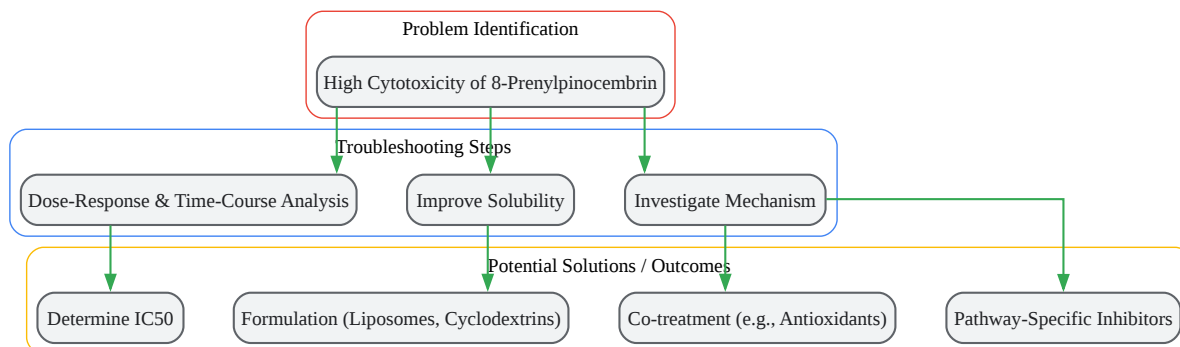 Problem Identification
High Cytotoxicity of 8-Prenylpinocembrin
Troubleshooting Steps
Dose-Response & Time-Course Analysis
Improve Solubility
Investigate Mechanism
Potential Solutions / Outcomes
Determine IC50
Formulation (Liposomes, Cyclodextrins)
Co-treatment (e.g., Antioxidants)
Pathway-Specific Inhibitors